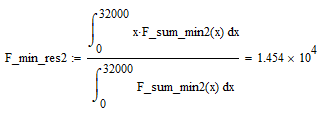 F_min_res2 := ∫₀³²⁰⁰⁰ x·F_sum_min2(x) dx / ∫₀³²⁰⁰⁰ F_sum_min2(x) dx = 1.454 × 10⁴